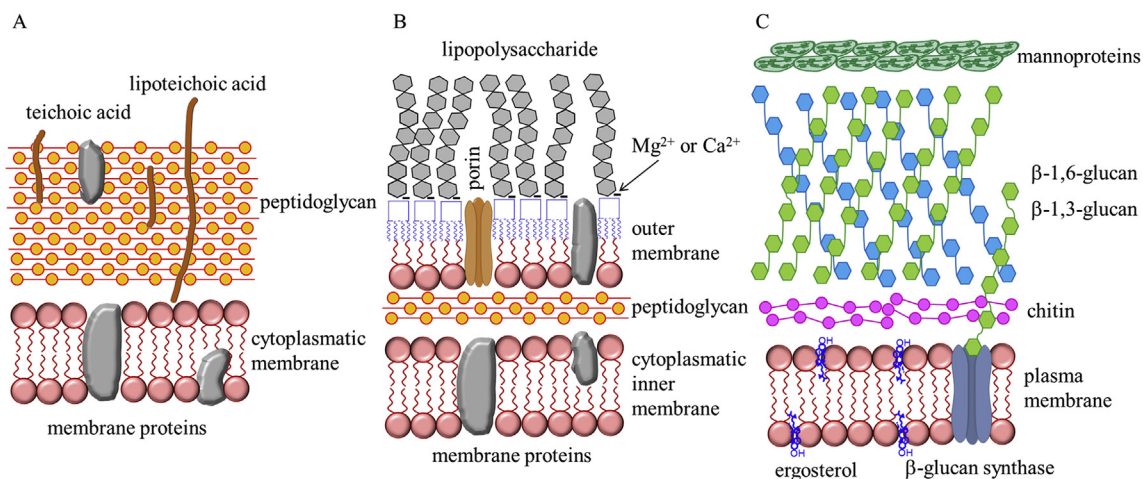 A
lipoteichoic acid
teichoic acid
peptidoglycan
cytoplasmatic
membrane
membrane proteins
B
lipopolysaccharide
Mg²⁺ or Ca²⁺
porin
outer
membrane
peptidoglycan
cytoplasmatic
inner
membrane
membrane proteins
C
mannoproteins
β-1,6-glucan
β-1,3-glucan
chitin
OH
OH
plasma
membrane
OH
OH
ergosterol
β-glucan synthase